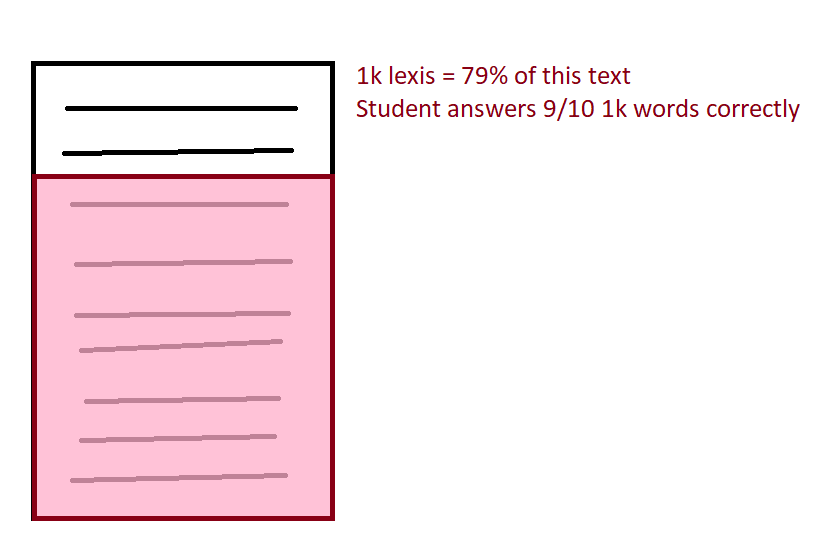 1k lexis = 79% of this text
Student answers 9/10 1k words correctly